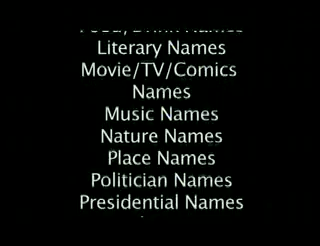 Literary Names
Movie/TV/Comics
Names
Music Names
Nature Names
Place Names
Politician Names
Presidential Names